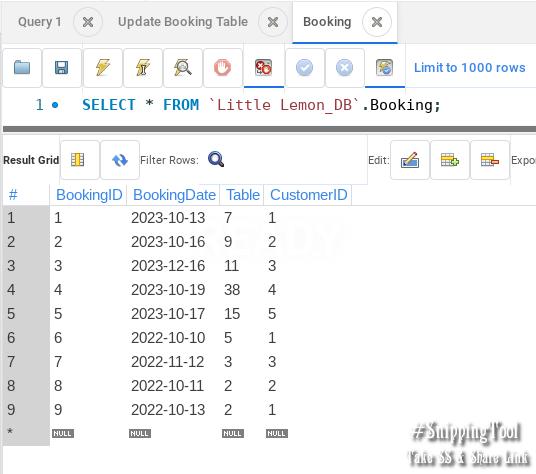 Query 1 Update Booking Table Booking
Limit to 1000 rows
1 SELECT * FROM `Little Lemon_DB`.Booking;
Result Grid Filter Rows: Edit: Expor
# BookingID BookingDate Table CustomerID
1 1 2023-10-13 7 1
2 2 2023-10-16 9 2
3 3 2023-12-16 11 3
4 4 2023-10-19 38 4
5 5 2023-10-17 15 5
6 6 2022-10-10 5 1
7 7 2022-11-12 3 3
8 8 2022-10-11 2 2
9 9 2022-10-13 2 1
* NULL NULL NULL NULL
#SnippingTool
Take SS & Share Link